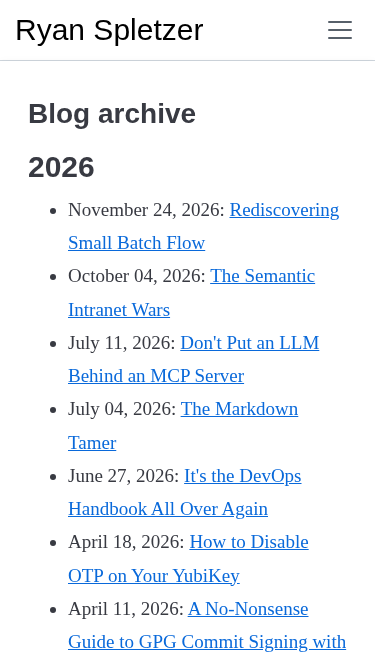 Ryan Spletzer
Blog archive
2026
November 24, 2026: Rediscovering
Small Batch Flow
October 04, 2026: The Semantic
Intranet Wars
July 11, 2026: Don't Put an LLM
Behind an MCP Server
July 04, 2026: The Markdown
Tamer
June 27, 2026: It's the DevOps
Handbook All Over Again
April 18, 2026: How to Disable
OTP on Your YubiKey
April 11, 2026: A No-Nonsense
Guide to GPG Commit Signing with